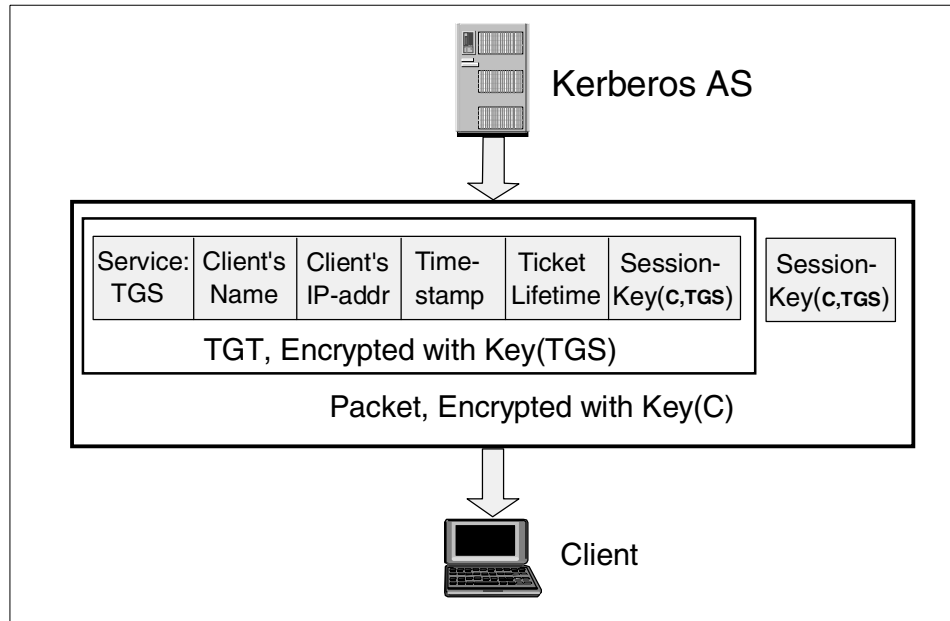 Kerberos AS
Service:
TGS
Client's
Name
Client's
IP-addr
Time-
stamp
Ticket
Lifetime
Session-
Key(C,TGS)
Session-
Key(C,TGS)
TGT, Encrypted with Key(TGS)
Packet, Encrypted with Key(C)
Client